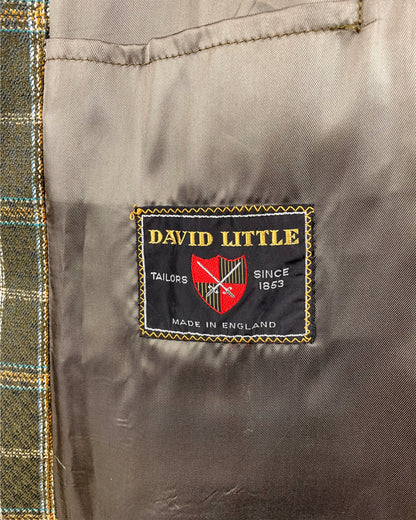 DAVID LITTLE
TAILORS SINCE
1853
MADE IN ENGLAND